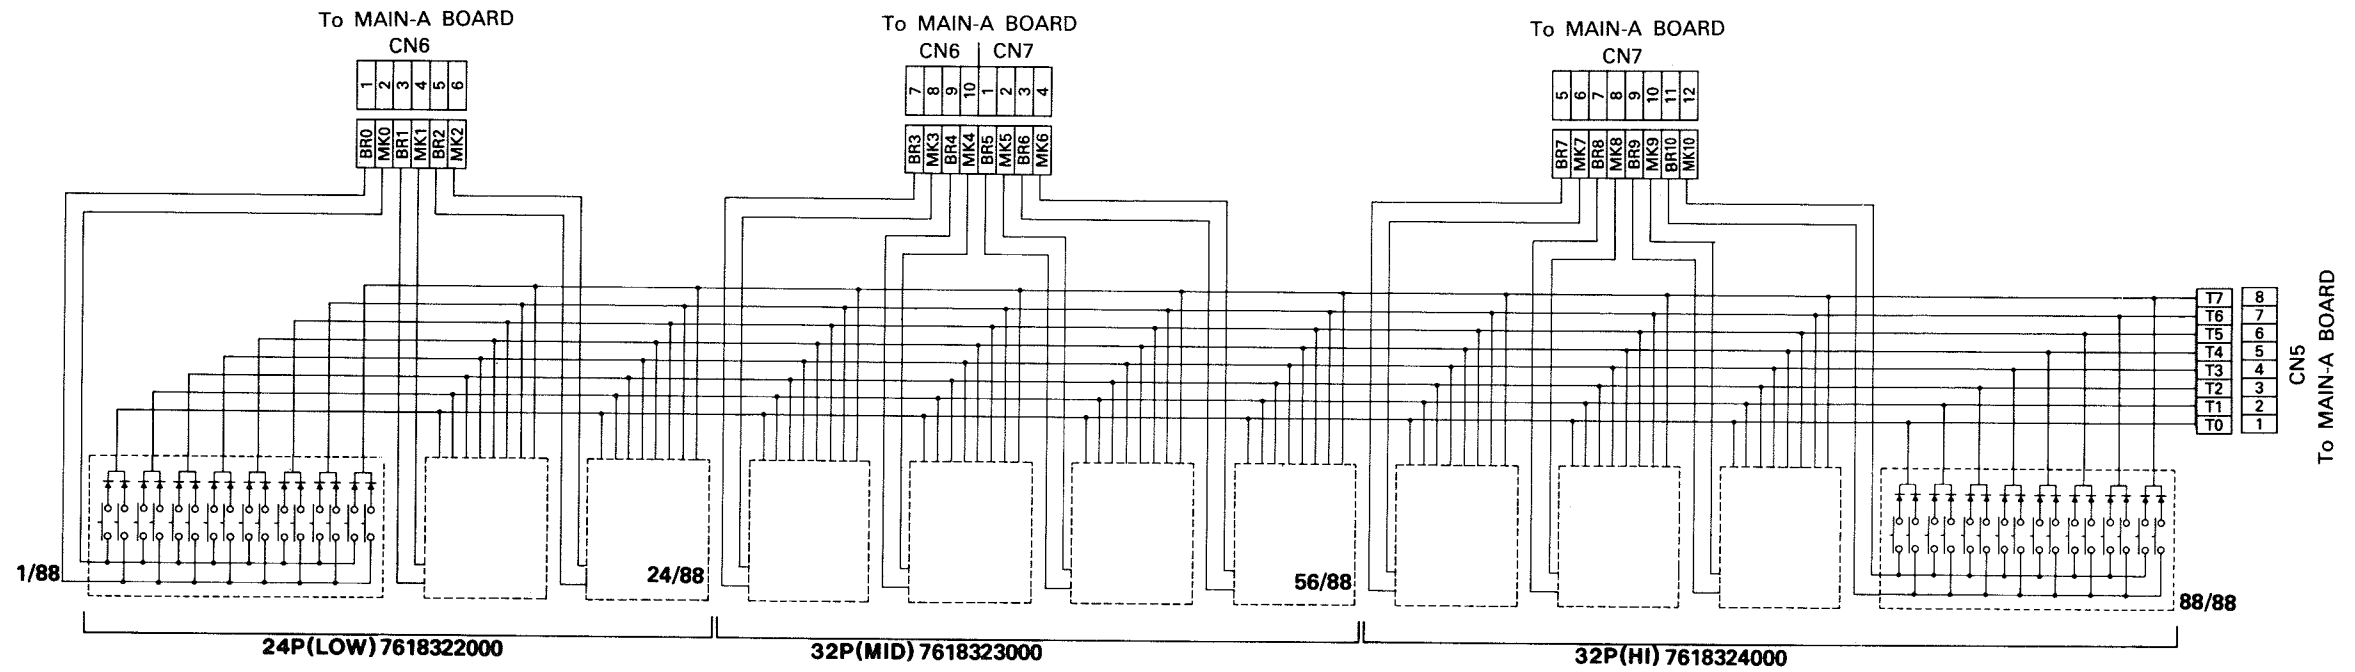 To MAIN-A BOARD
CN6
1 2 3 4 5 6
BR0 MK0 BR1 MK1 BR2 MK2
To MAIN-A BOARD
CN6 CN7
7 8 9 10 1 2 3 4
BR3 MK3 BR4 MK4 BR5 MK5 BR6 MK6
To MAIN-A BOARD
CN7
5 6 7 8 9 10 11 12
BR7 MK7 BR8 MK8 BR9 MK9 BR10 MK10
T7 8
T6 7
T5 6
T4 5
T3 4
T2 3
T1 2
T0 1
CN5
To MAIN-A BOARD
1/88
24/88
56/88
88/88
24P(LOW)7618322000
32P(MID)7618323000
32P(HI)7618324000